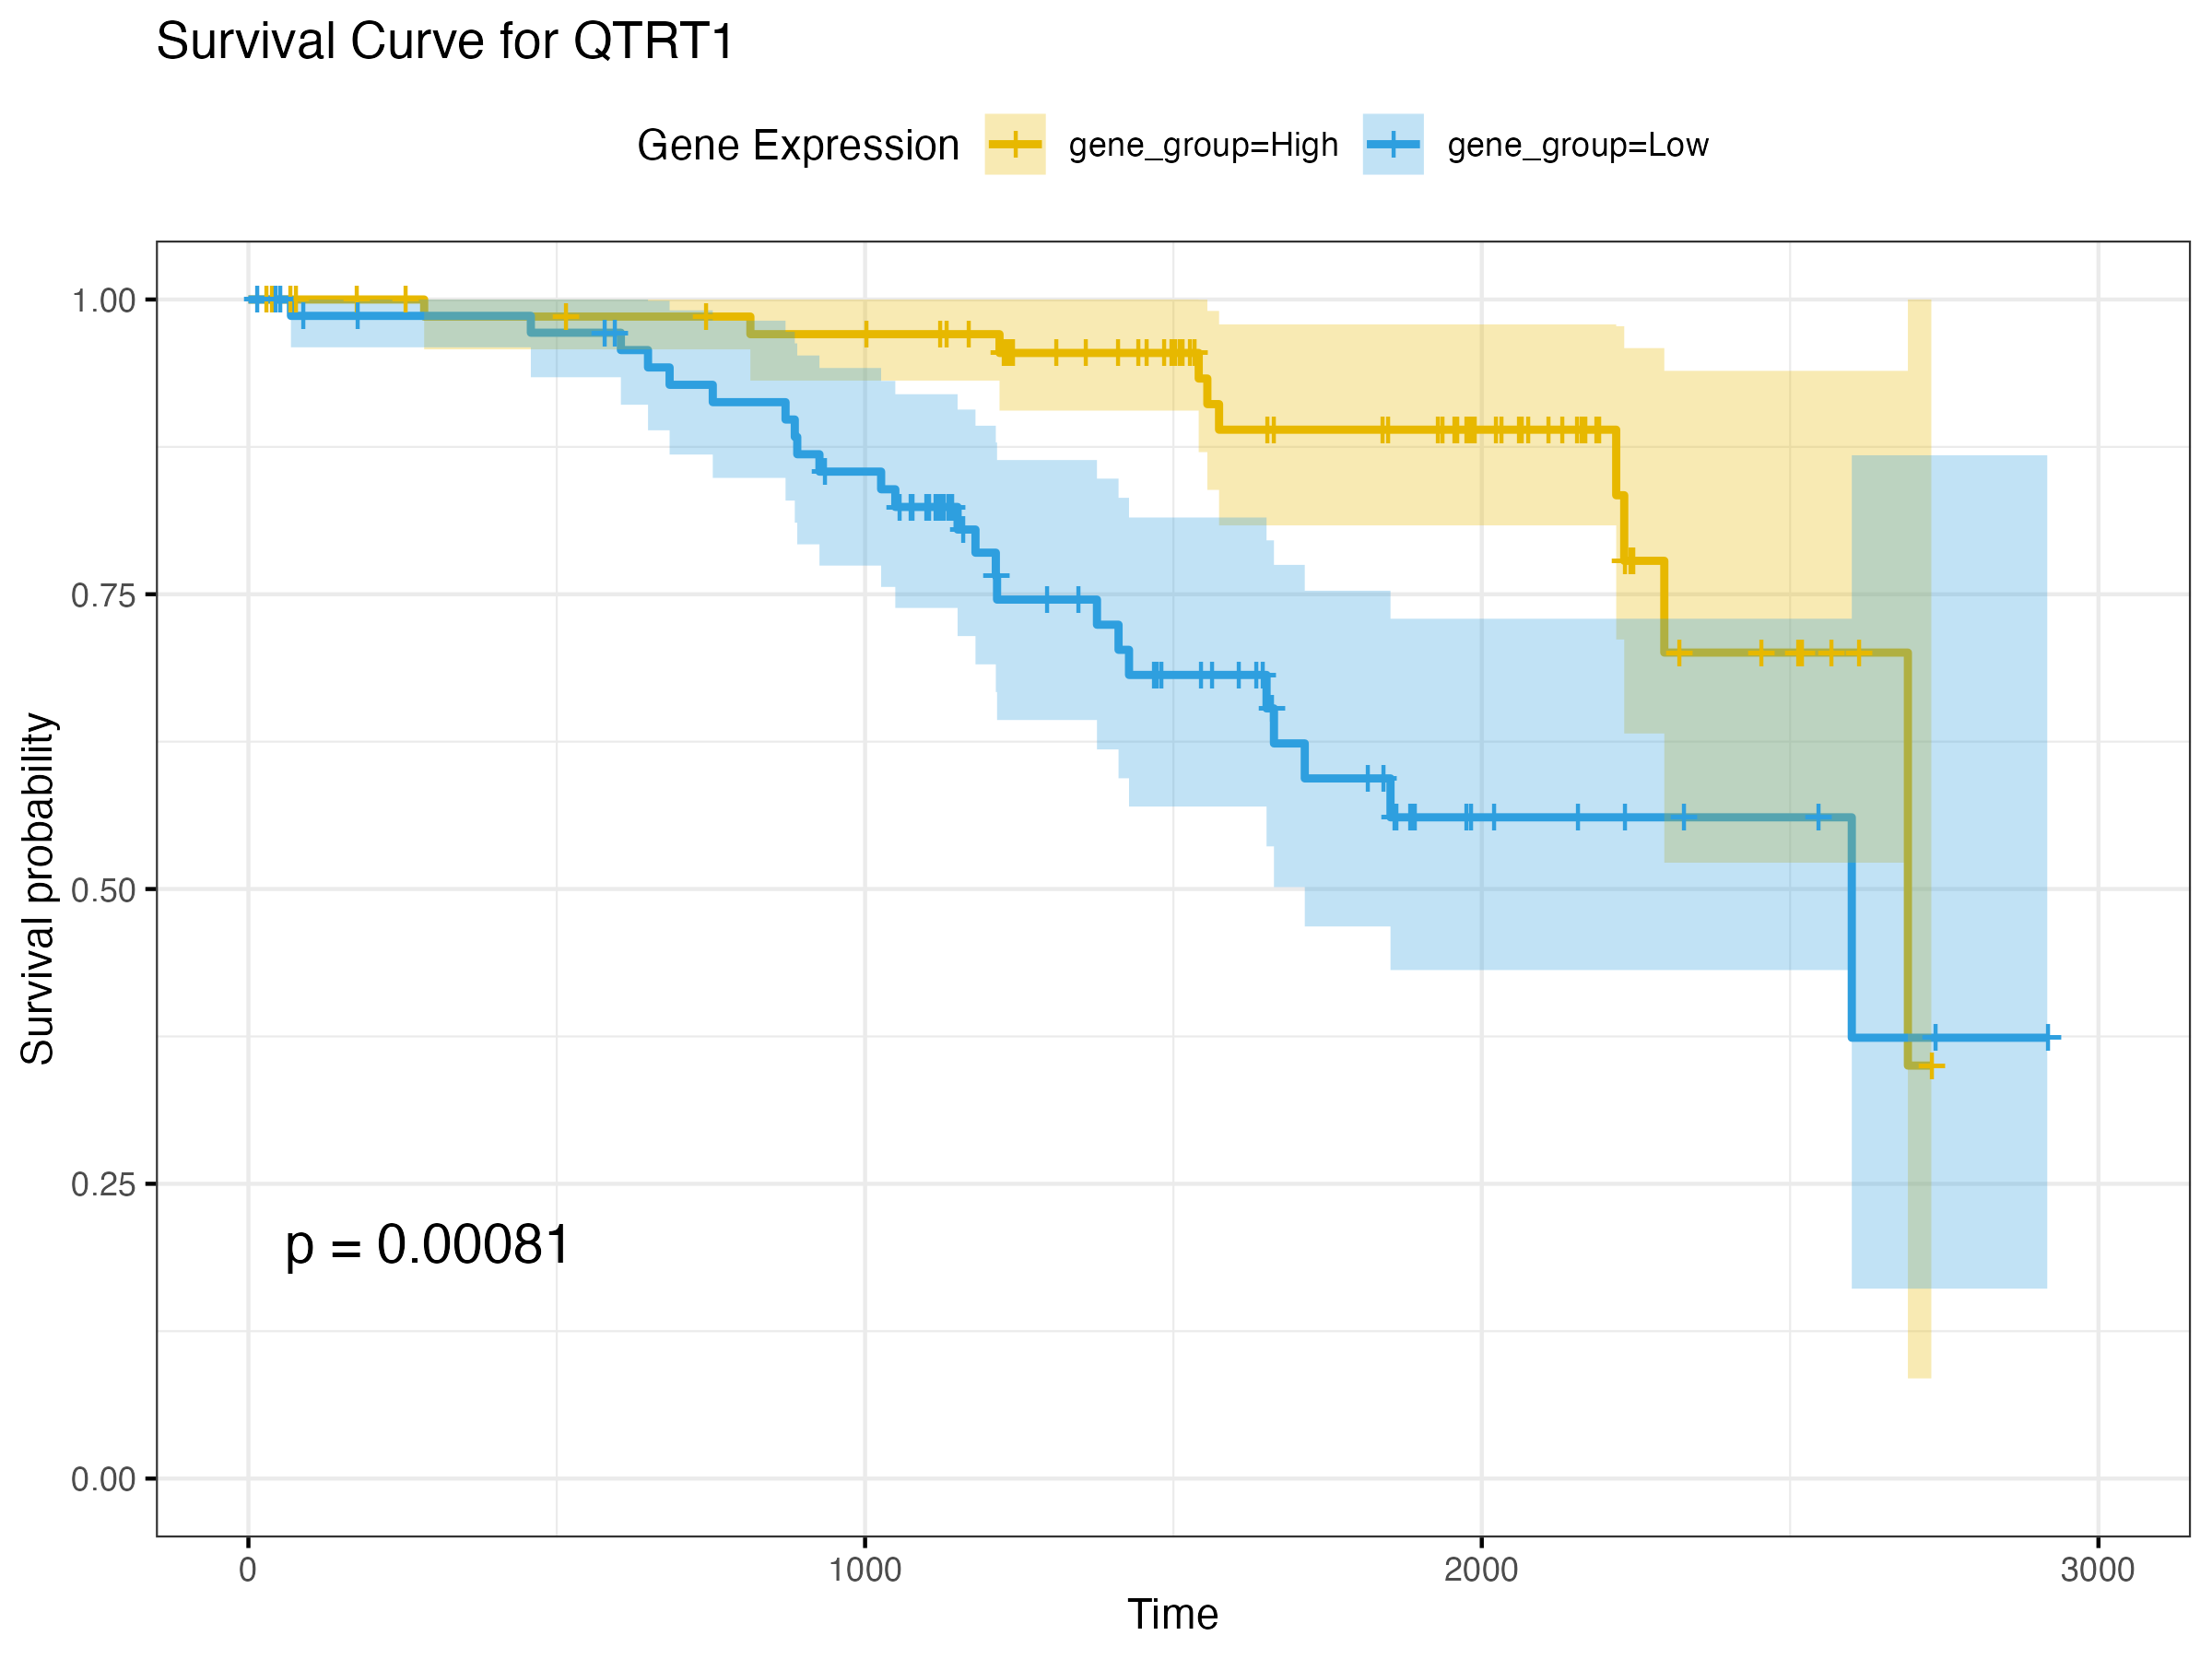 Survival Curve for QTRT1
Gene Expression gene_group=High gene_group=Low
Survival probability
1.00
0.75
0.50
0.25
0.00
p = 0.00081
0 1000 2000 3000
Time